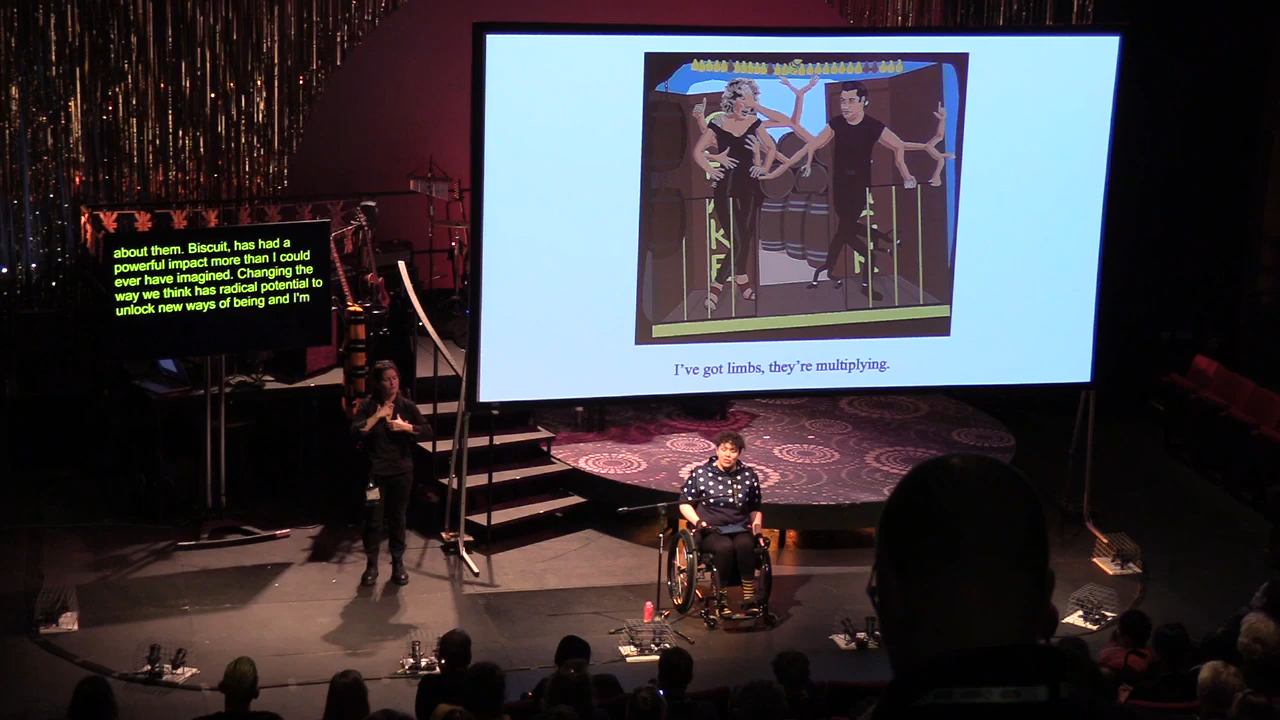 about them. Biscuit, has had a
powerful impact more than I could
ever have imagined. Changing the
way we think has radical potential to
unlock new ways of being and I'm
I've got limbs, they're multiplying.